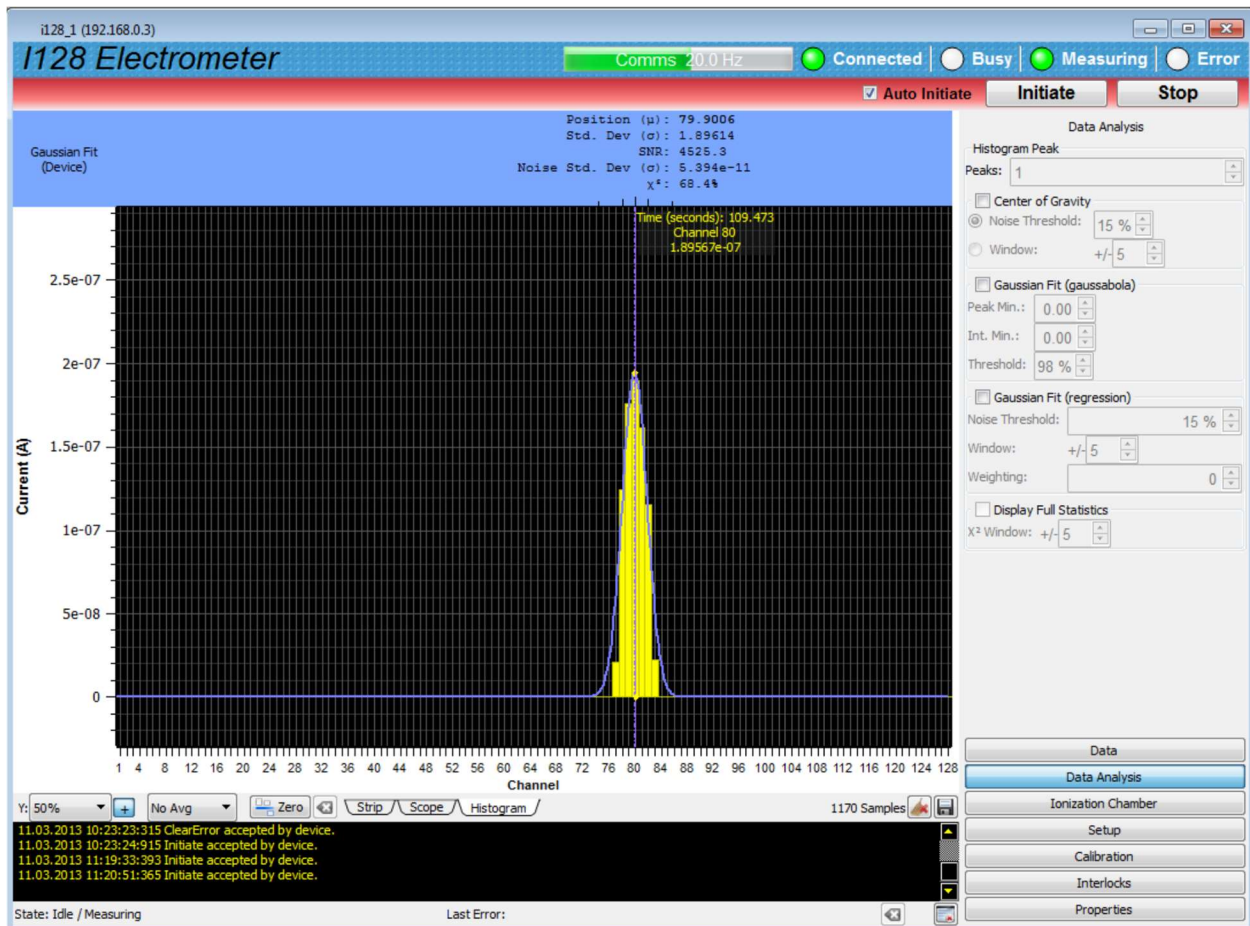 i128_1 (192.168.0.3)
I128 Electrometer
Comms 20.0 Hz
Connected
Busy
Measuring
Error
Auto Initiate
Initiate
Stop
Gaussian Fit
(Device)
Position (µ): 79.9006
Std. Dev (σ): 1.89614
SNR: 4525.3
Noise Std. Dev (σ): 5.394e-11
χ²: 68.4%
Time (seconds): 109.473
Channel 80
1.89567e-07
Current (A)
2.5e-07
2e-07
1.5e-07
1e-07
5e-08
0
1 4 8 12 16 20 24 28 32 36 40 44 48 52 56 60 64 68 72 76 80 84 88 92 96 100 104 108 112 116 120 124 128
Channel
Data Analysis
Histogram Peak
Peaks: 1
Center of Gravity
Noise Threshold: 15 %
Window: +/- 5
Gaussian Fit (gaussabola)
Peak Min.: 0.00
Int. Min.: 0.00
Threshold: 98 %
Gaussian Fit (regression)
Noise Threshold: 15 %
Window: +/- 5
Weighting: 0
Display Full Statistics
X² Window: +/- 5
Data
Data Analysis
Ionization Chamber
Setup
Calibration
Interlocks
Properties
Y: 50% + No Avg Zero Strip Scope Histogram 1170 Samples
11.03.2013 10:23:23:315 ClearError accepted by device.
11.03.2013 10:23:24:915 Initiate accepted by device.
11.03.2013 11:19:33:393 Initiate accepted by device.
11.03.2013 11:20:51:365 Initiate accepted by device.
State: Idle / Measuring
Last Error: